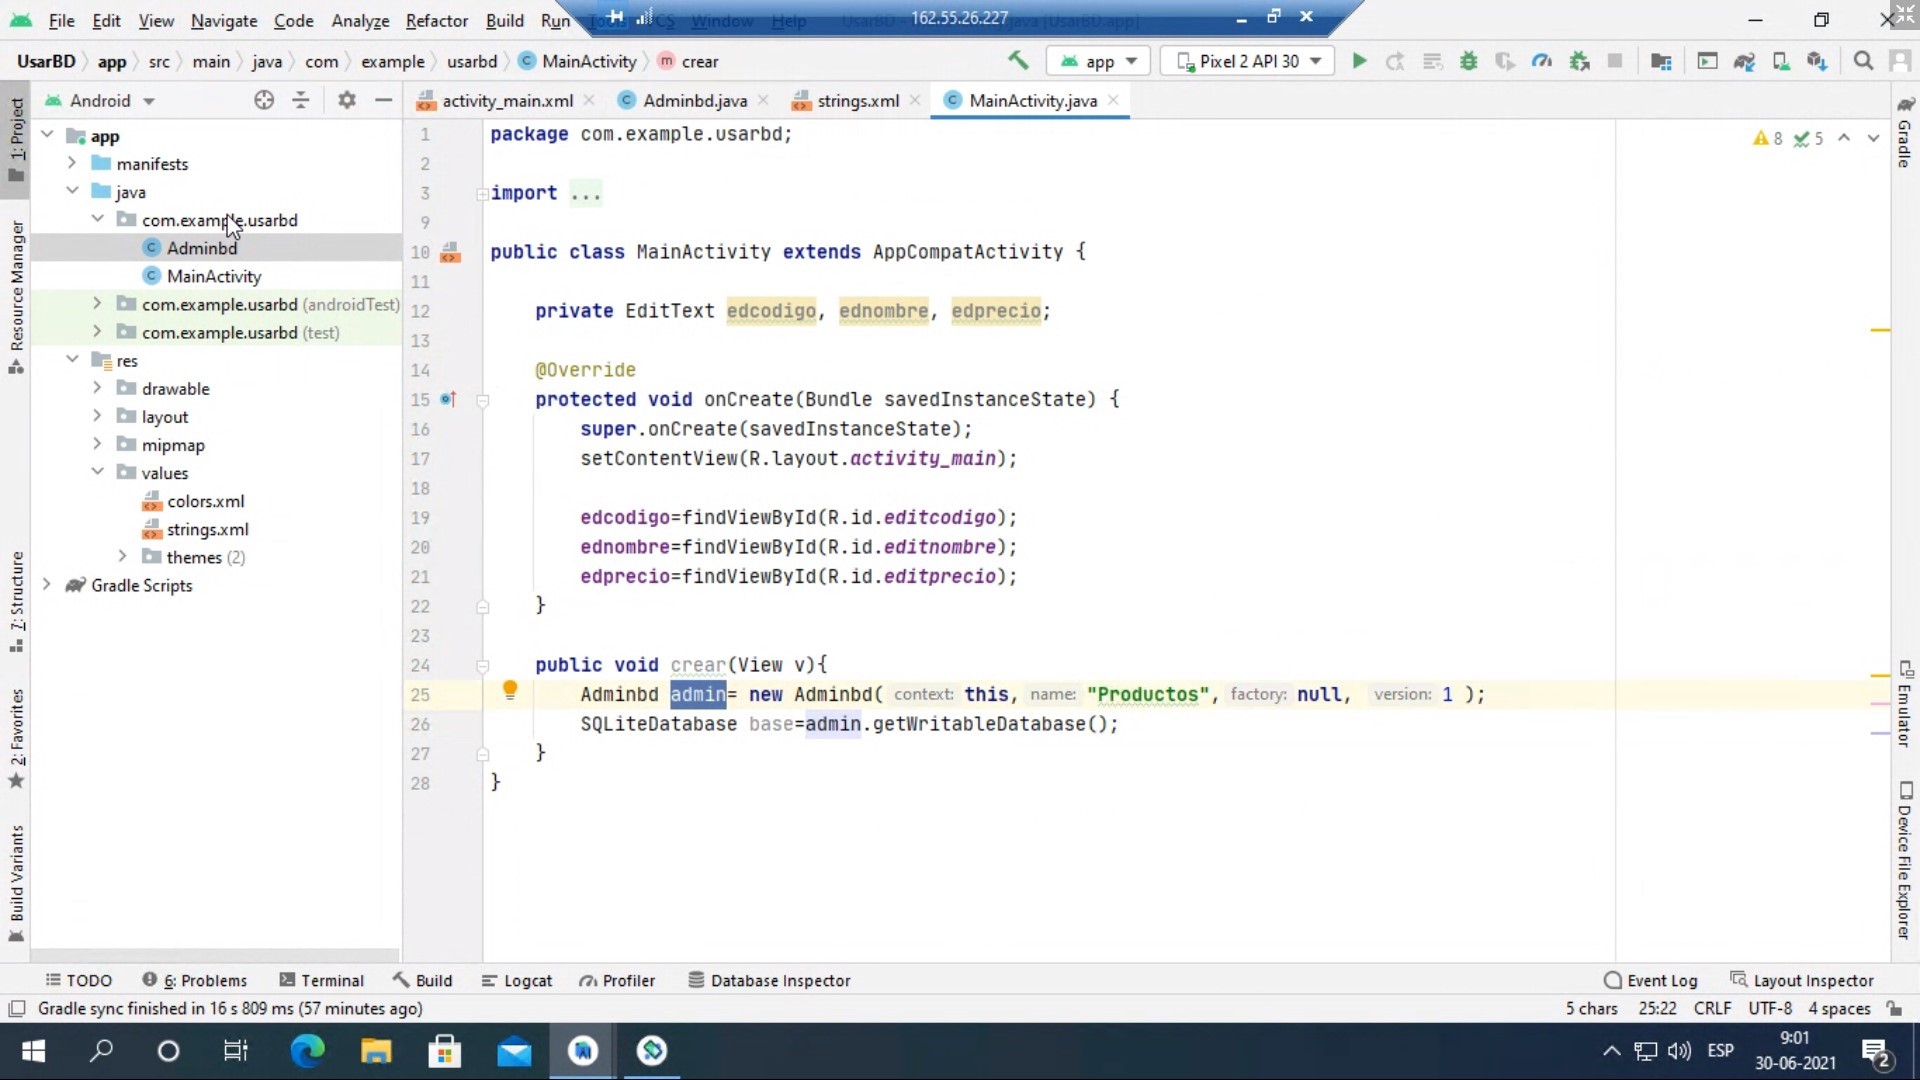 File Edit View Navigate Code Analyze Refactor Build Run Tools VCS Window Help
162.55.26.227
UsarBD app src main java com example usarbd MainActivity crear
app
Pixel 2 API 30
Android
activity_main.xml
Adminbd.java
strings.xml
MainActivity.java
1: Project
Resource Manager
7: Structure
2: Favorites
Build Variants
app
manifests
java
com.example.usarbd
Adminbd
MainActivity
com.example.usarbd (androidTest)
com.example.usarbd (test)
res
drawable
layout
mipmap
values
colors.xml
strings.xml
themes (2)
Gradle Scripts
8 5
1 package com.example.usarbd;
2
3 import ...
9
10 public class MainActivity extends AppCompatActivity {
11
12 private EditText edcodigo, ednombre, edprecio;
13
14 @Override
15 protected void onCreate(Bundle savedInstanceState) {
16 super.onCreate(savedInstanceState);
17 setContentView(R.layout.activity_main);
18
19 edcodigo=findViewById(R.id.editcodigo);
20 ednombre=findViewById(R.id.editnombre);
21 edprecio=findViewById(R.id.editprecio);
22 }
23
24 public void crear(View v){
25 Adminbd admin= new Adminbd( context: this, name: "Productos", factory: null, version: 1 );
26 SQLiteDatabase base=admin.getWritableDatabase();
27 }
28 }
Gradle
Emulator
Device File Explorer
TODO 6: Problems Terminal Build Logcat Profiler Database Inspector
Event Log Layout Inspector
Gradle sync finished in 16 s 809 ms (57 minutes ago)
5 chars 25:22 CRLF UTF-8 4 spaces
ESP
9:01
30-06-2021
2